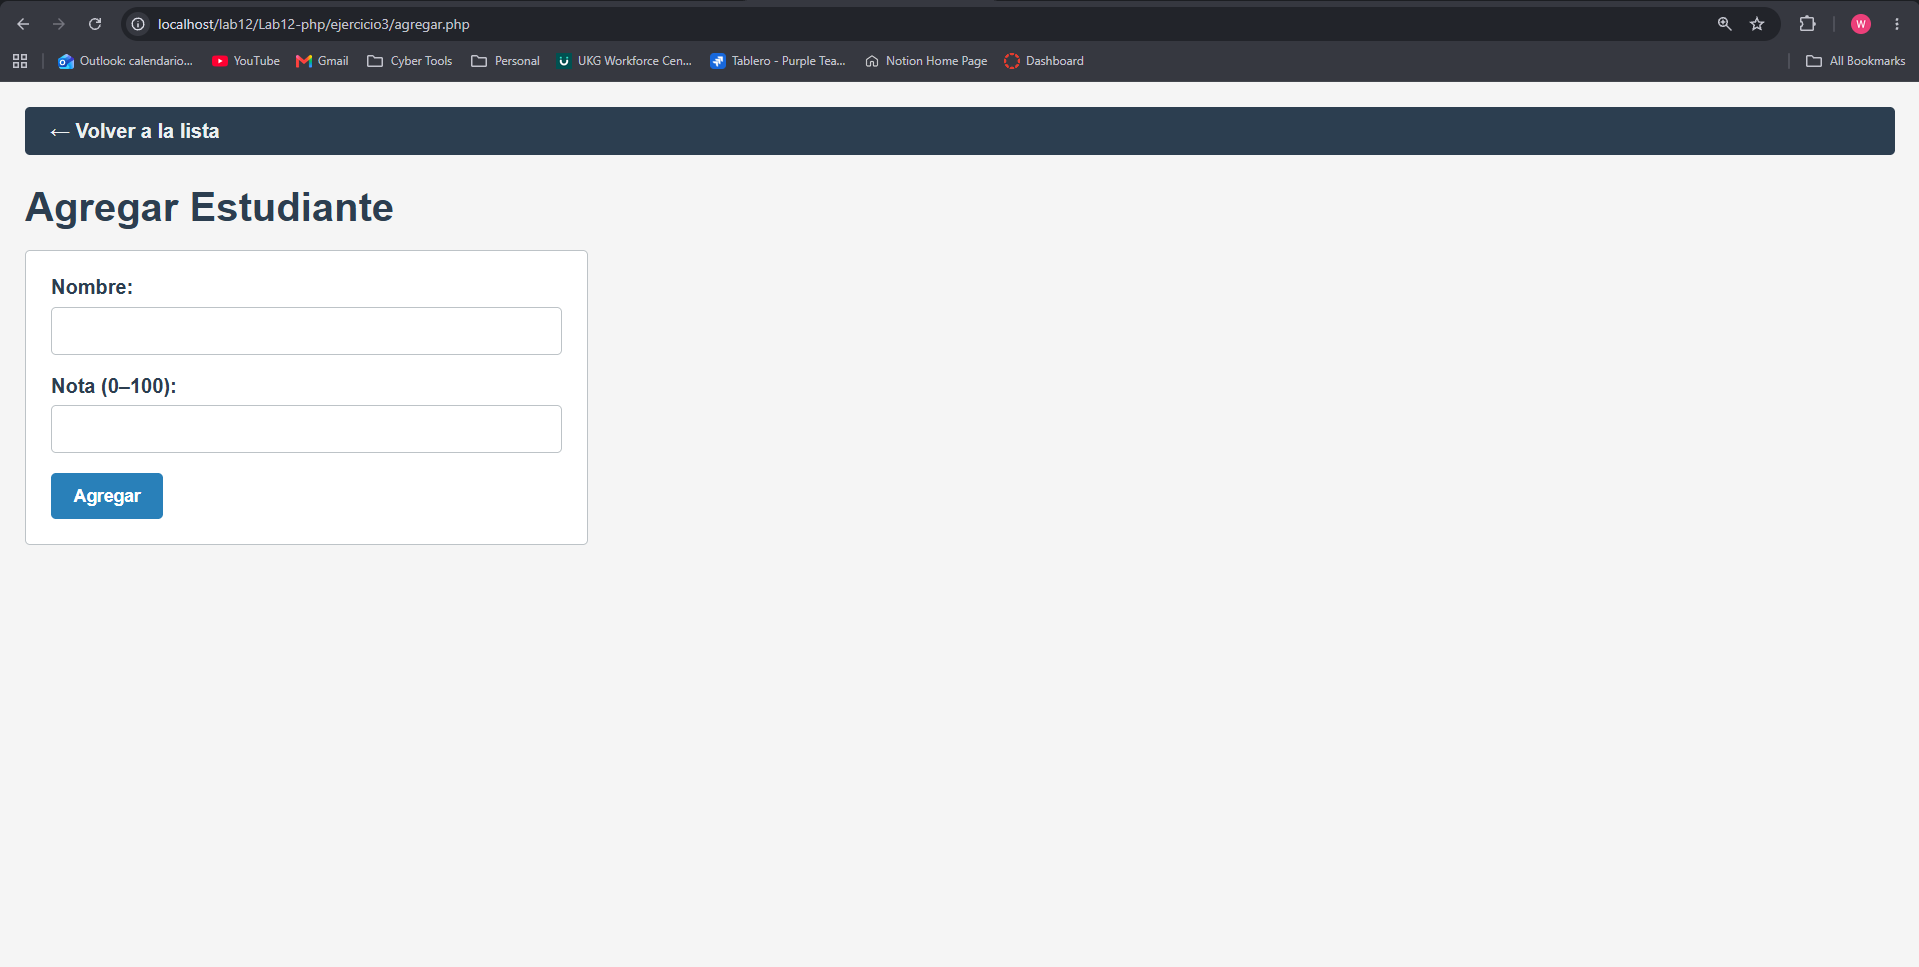 localhost/lab12/Lab12-php/ejercicio3/agregar.php
W
Outlook: calendario... YouTube Gmail Cyber Tools Personal UKG Workforce Cen... Tablero - Purple Tea... Notion Home Page Dashboard All Bookmarks
← Volver a la lista
Agregar Estudiante
Nombre:
Nota (0–100):
Agregar